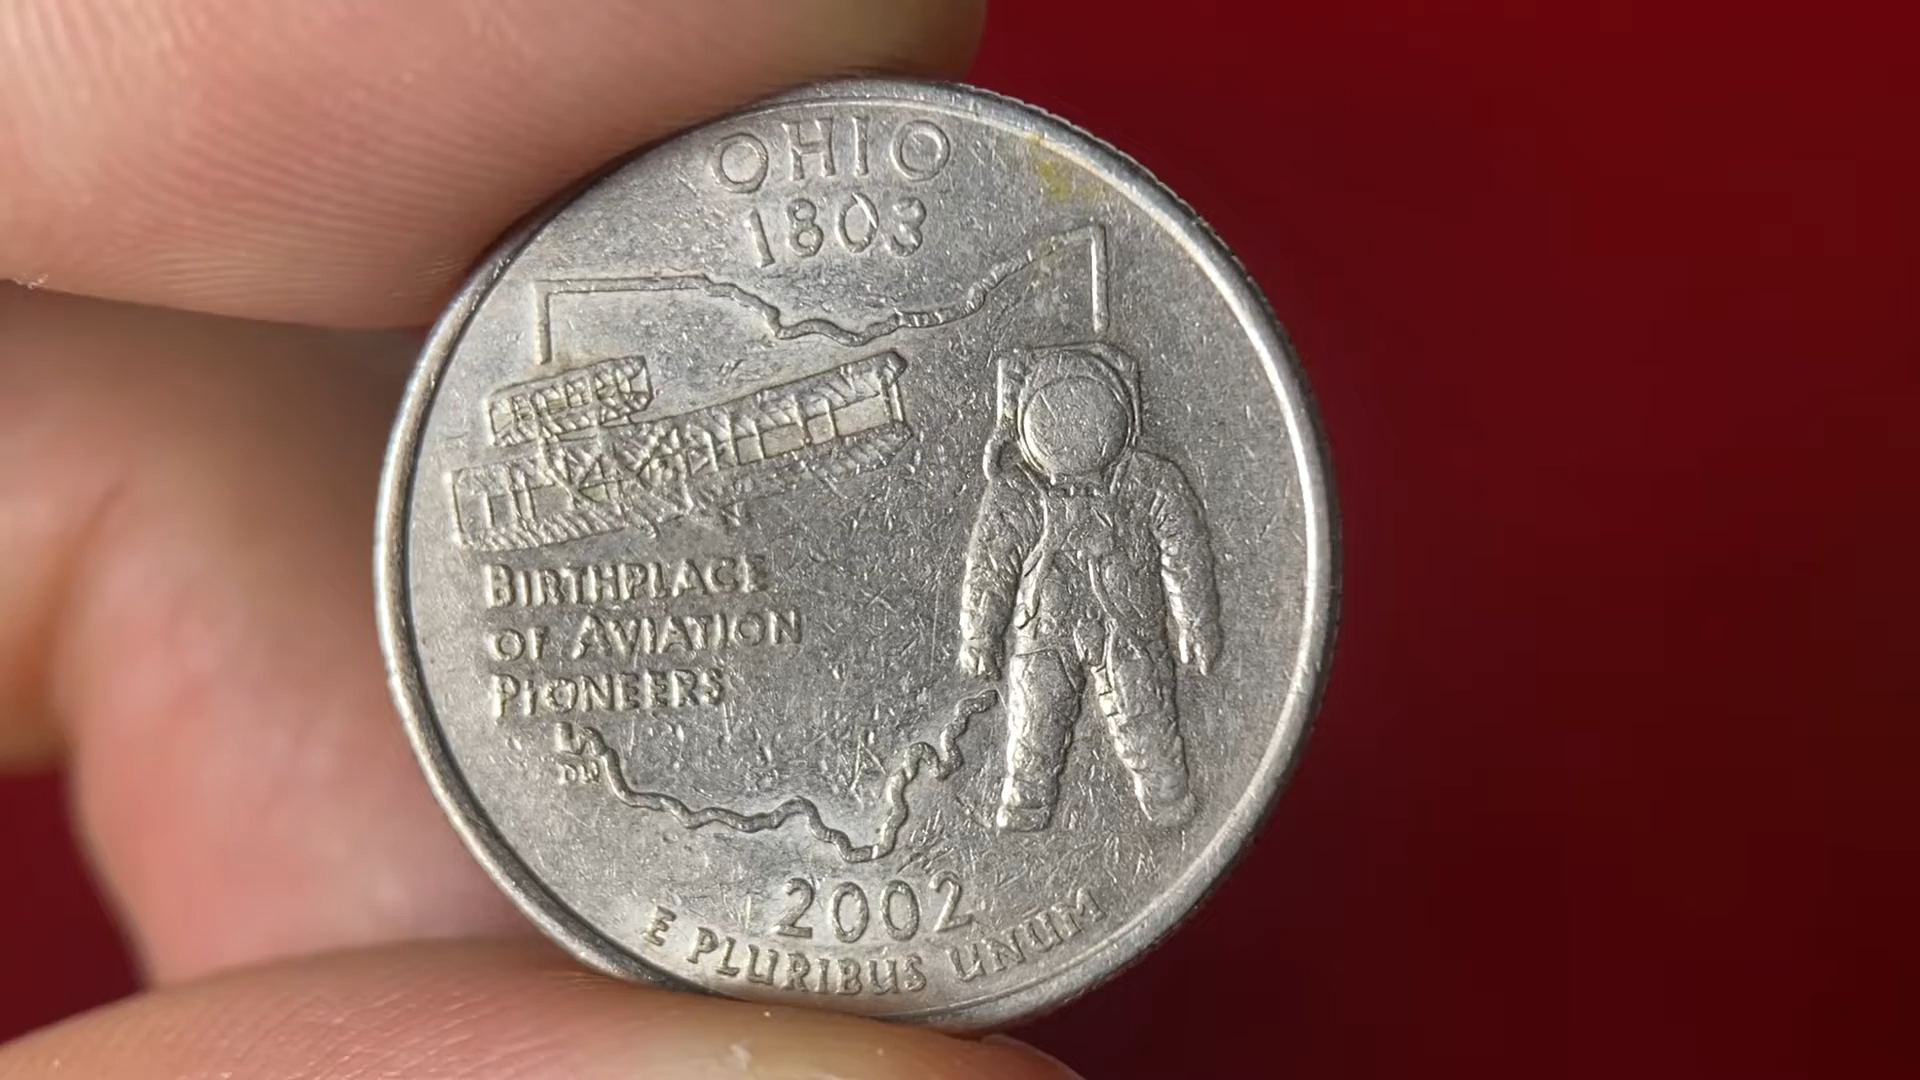 OHIO
1803
BIRTHPLACE
OF AVIATION
PIONEERS
2002
E PLURIBUS UNUM